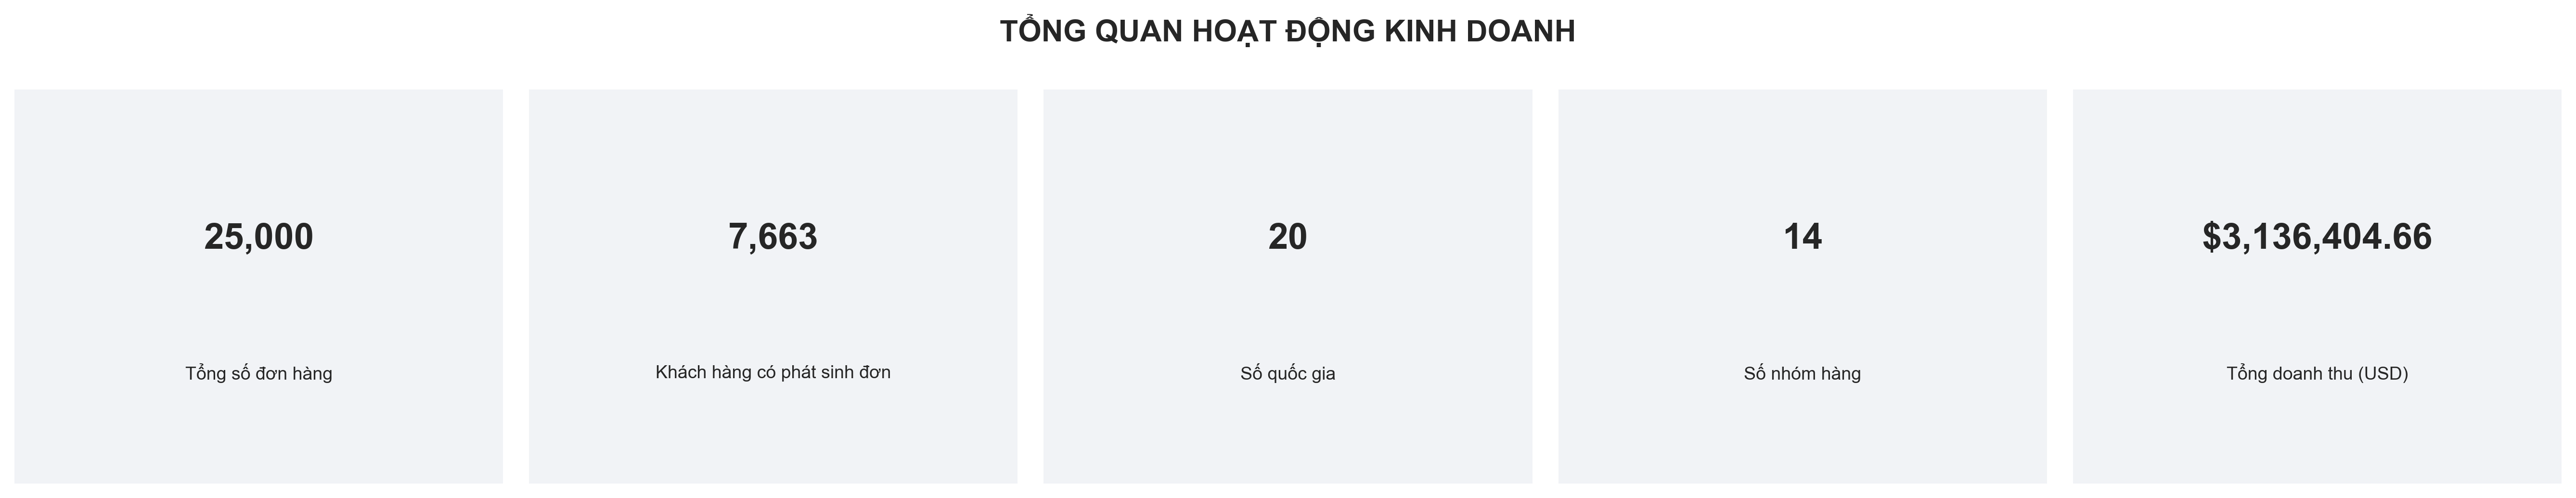 TỔNG QUAN HOẠT ĐỘNG KINH DOANH
25,000
Tổng số đơn hàng
7,663
Khách hàng có phát sinh đơn
20
Số quốc gia
14
Số nhóm hàng
$3,136,404.66
Tổng doanh thu (USD)